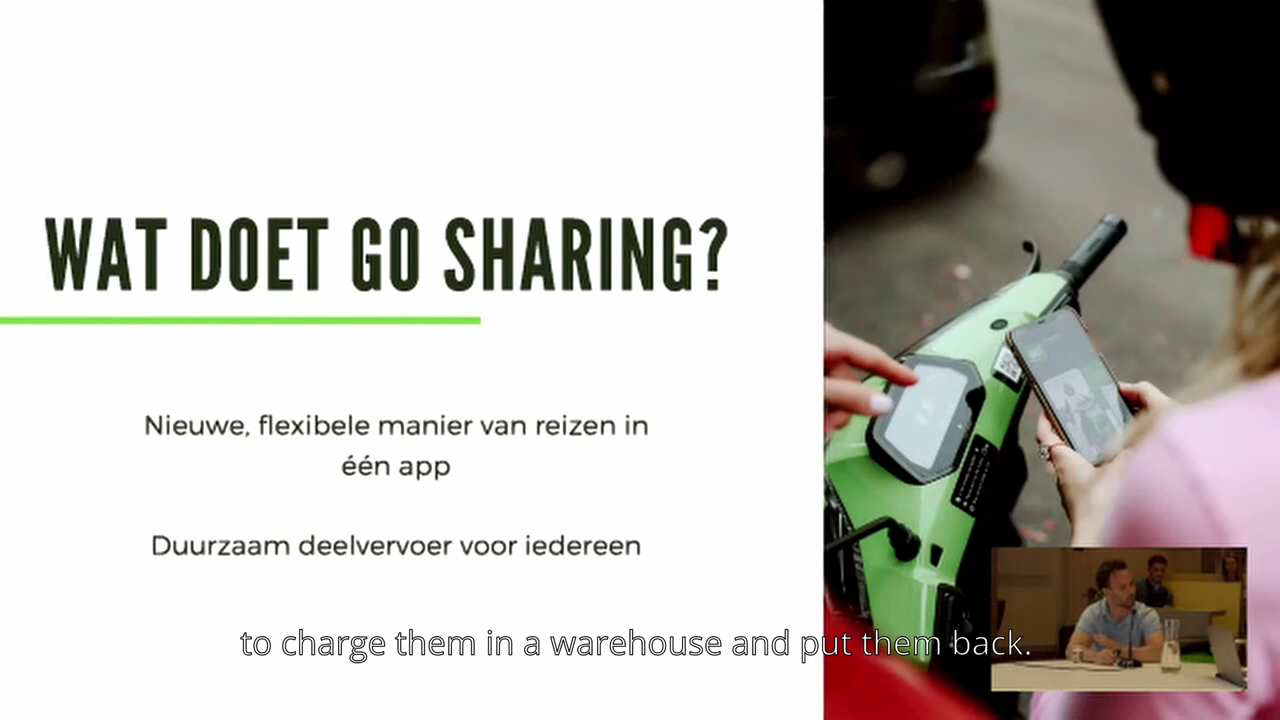 WAT DOET GO SHARING?
Nieuwe, flexibele manier van reizen in
één app
Duurzaam deelvervoer voor iedereen
to charge them in a warehouse and put them back.